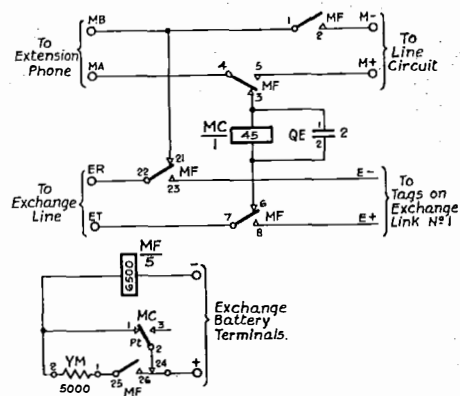 MB
1
MF
2
M-
To
Extension
Phone
To
Line
Circuit
MA
4
5
M+
MF
3
MC
1
45
QE
1
2
2
21
ER
22
MF
23
E-
To
Exchange
Line
6
To
Tags on
Exchange
Link Nº 1
ET
7
MF
8
E+
MF
5
6500
-
Exchange
Battery
Terminals.
MC
1
3
Pt
2
2
YM
1
24
+
5000
25
26
MF